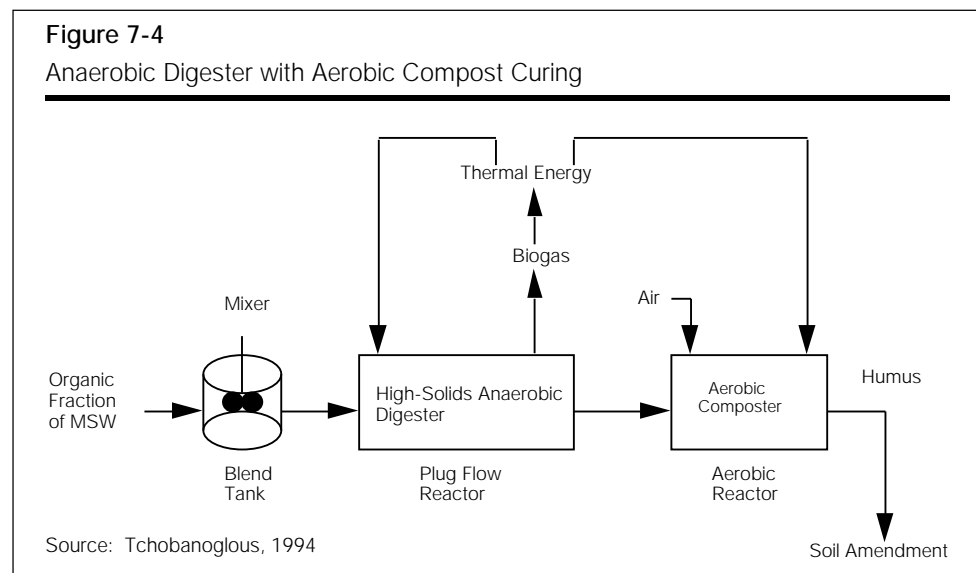 Figure 7-4
Anaerobic Digester with Aerobic Compost Curing
Thermal Energy
Biogas
Mixer
Air
Organic
Fraction
of MSW
High-Solids Anaerobic
Digester
Aerobic
Composter
Humus
Blend
Tank
Plug Flow
Reactor
Aerobic
Reactor
Source: Tchobanoglous, 1994
Soil Amendment